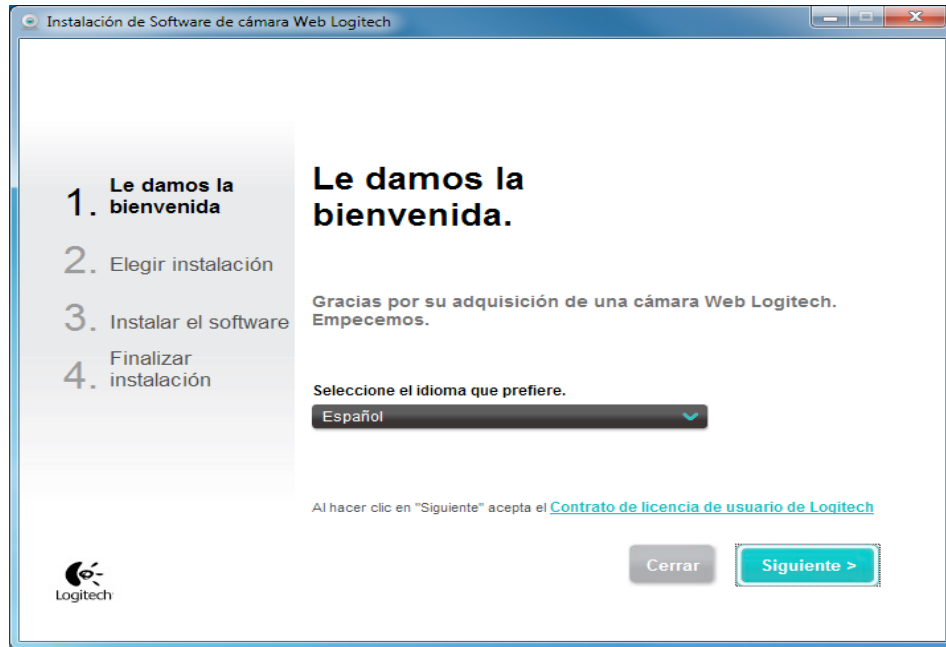 Instalación de Software de cámara Web Logitech
1. Le damos la
bienvenida
2. Elegir instalación
3. Instalar el software
4. Finalizar
instalación
Logitech
Le damos la
bienvenida.
Gracias por su adquisición de una cámara Web Logitech.
Empecemos.
Seleccione el idioma que prefiere.
Español
Al hacer clic en "Siguiente" acepta el Contrato de licencia de usuario de Logitech
Cerrar
Siguiente >